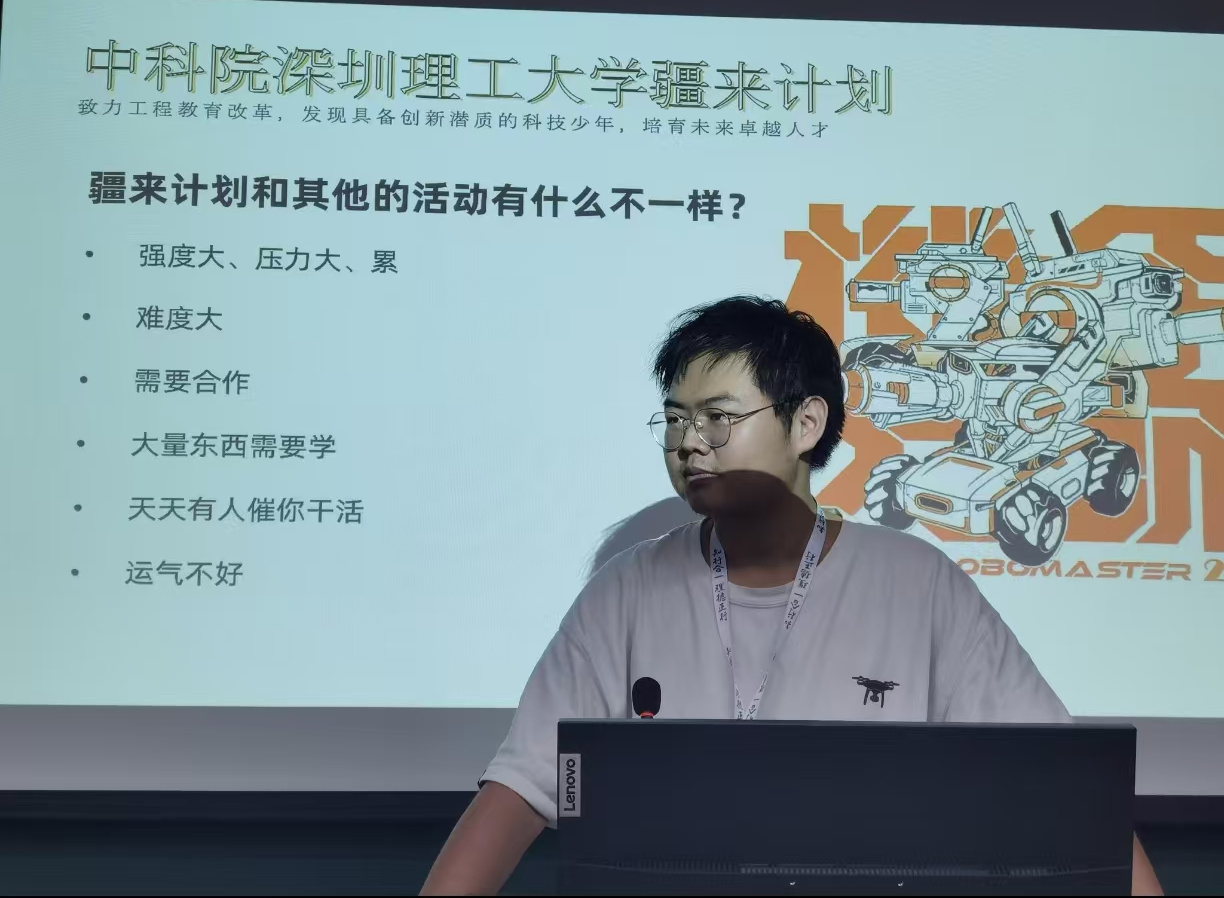 中科院深圳理工大学疆来计划
致力工程教育改革，发现具备创新潜质的科技少年，培育未来卓越人才
疆来计划和其他的活动有什么不一样？
• 强度大、压力大、累
• 难度大
• 需要合作
• 大量东西需要学
• 天天有人催你干活
• 运气不好
OBOMASTER 2
Lenovo